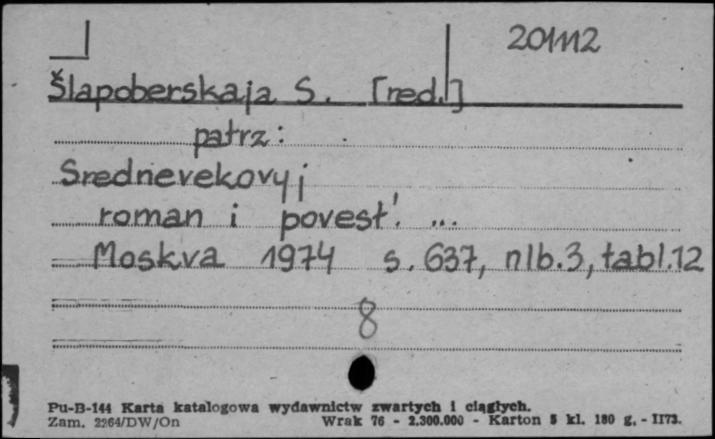 201112
Šlapoberskaja S. [red.]
patrz:
Srednevekovyj
roman i povest'. ...
Moskva 1974 s. 637, nlb. 3, tabl. 12
8
Pu-B-144 Karta katalogowa wydawnictw zwartych i ciągłych.
Zam. 2264/DW/On Wrak 76 - 2.300.000 - Karton 5 kl. 180 g. - II73.